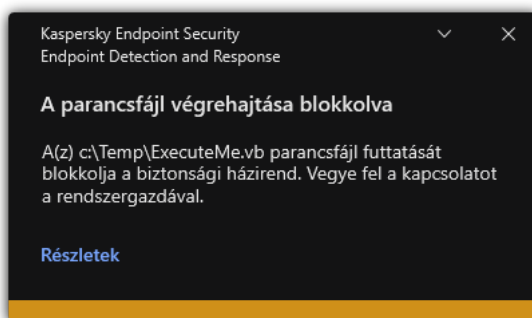 Kaspersky Endpoint Security
Endpoint Detection and Response
A parancsfájl végrehajtása blokkolva
A(z) c:\Temp\ExecuteMe.vb parancsfájl futtatását
blokkolja a biztonsági házirend. Vegye fel a kapcsolatot
a rendszergazdával.
Részletek